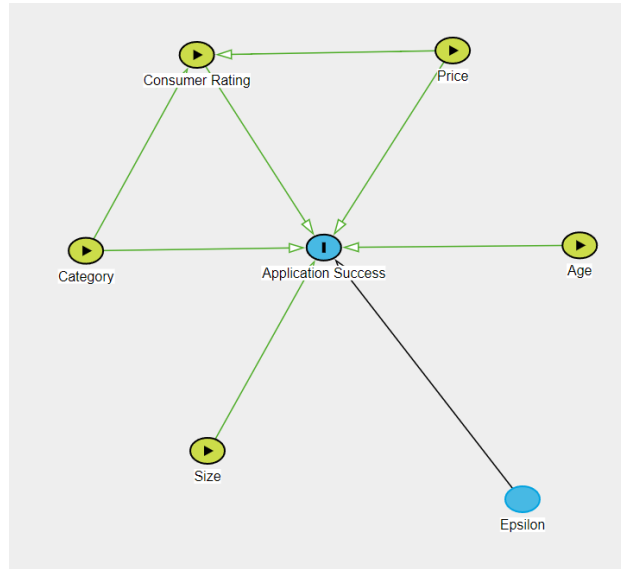 Consumer Rating
Price
Category
Application Success
Age
Size
Epsilon